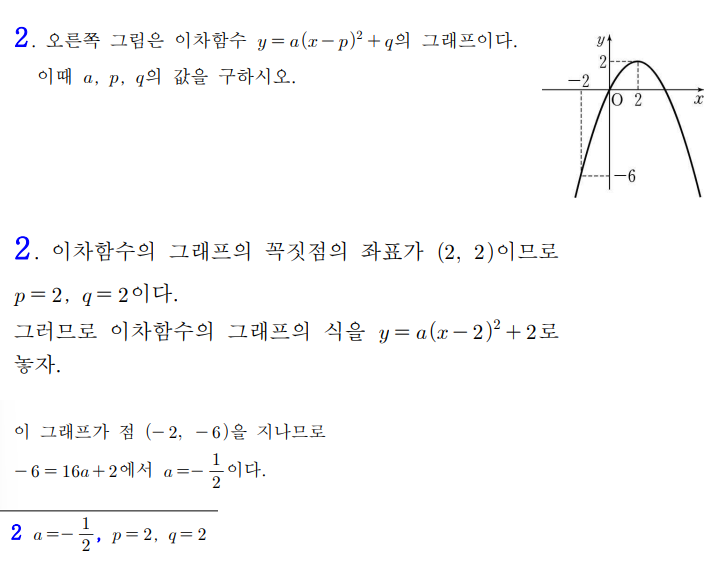 2. 오른쪽 그림은 이차함수 y=a(x-p)²+q의 그래프이다.
이때 a, p, q의 값을 구하시오.
y
2
-2
O
2
x
-6
2. 이차함수의 그래프의 꼭짓점의 좌표가 (2, 2)이므로
p=2, q=2이다.
그러므로 이차함수의 그래프의 식을 y=a(x-2)²+2로
놓자.
이 그래프가 점 (-2, -6)을 지나므로
-6=16a+2에서 a=-1/2이다.
2 a=-1/2, p=2, q=2